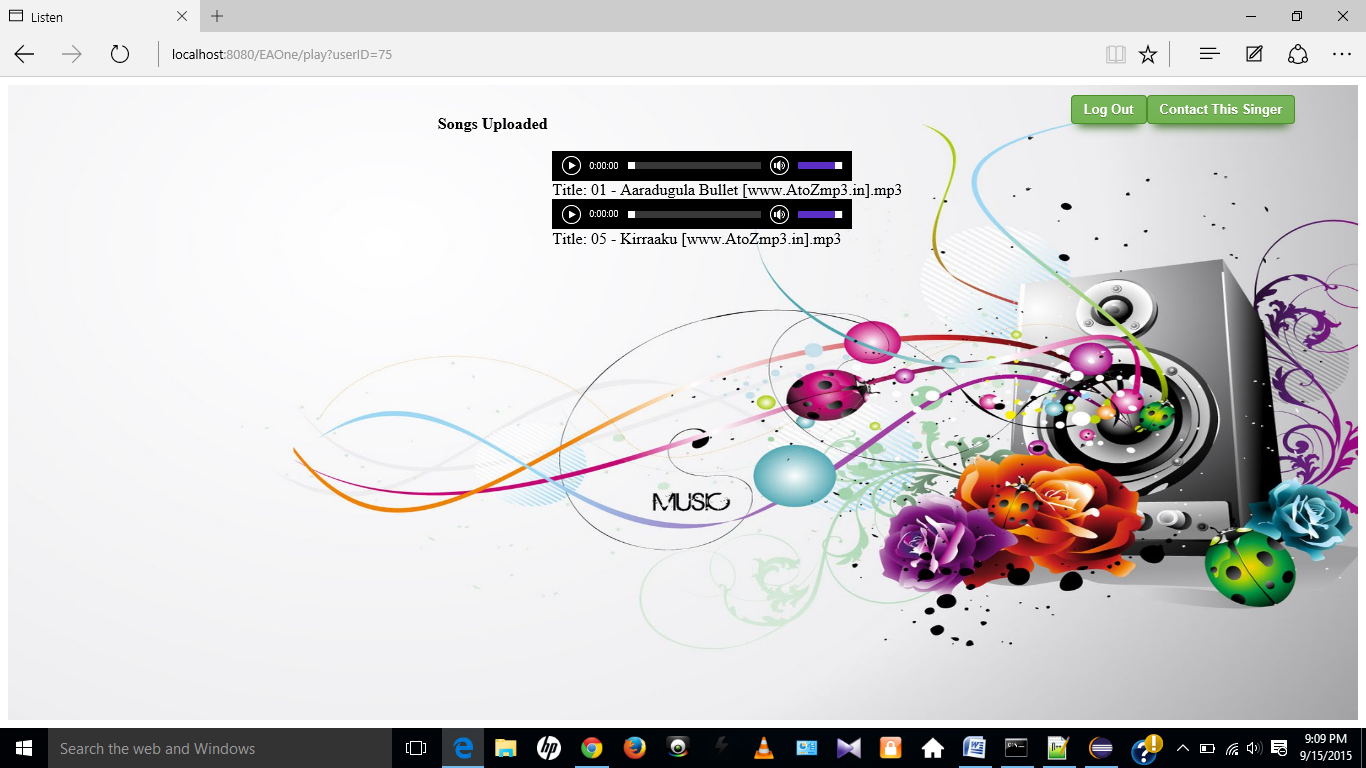 Listen
localhost:8080/EAOne/play?userID=75
Log Out
Contact This Singer
Songs Uploaded
0:00:00
Title: 01 - Aaradugula Bullet [www.AtoZmp3.in].mp3
0:00:00
Title: 05 - Kirraaku [www.AtoZmp3.in].mp3
MUSIC
Search the web and Windows
9:09 PM
9/15/2015